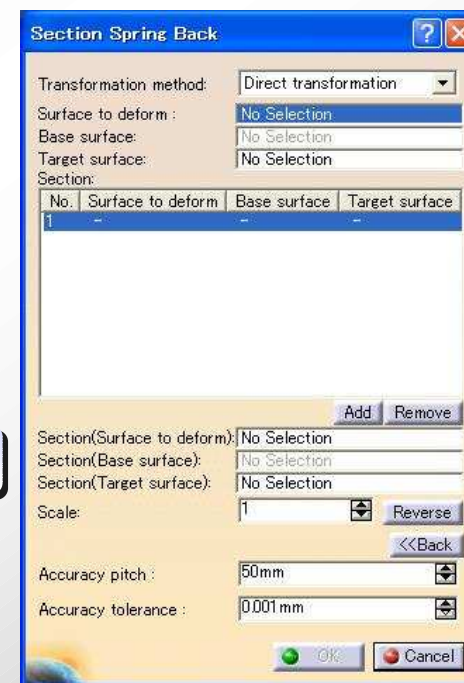 Section Spring Back ?
Transformation method: Direct transformation
Surface to deform : No Selection
Base surface: No Selection
Target surface: No Selection
Section:
No. Surface to deform Base surface Target surface
1 - - -
Add Remove
Section(Surface to deform): No Selection
Section(Base surface): No Selection
Section(Target surface): No Selection
Scale: 1 Reverse
<<Back
Accuracy pitch : 50mm
Accuracy tolerance : 0.001mm
OK Cancel